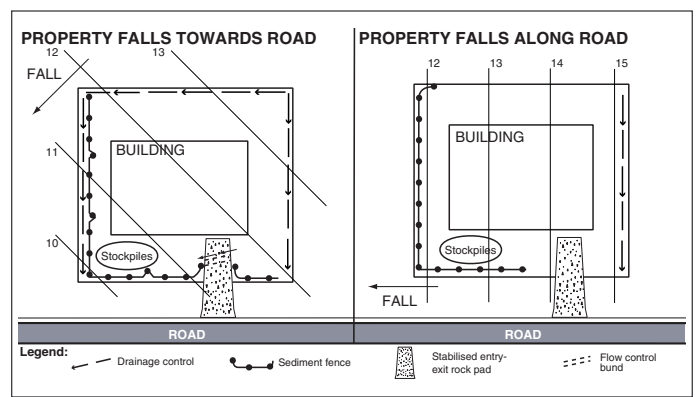 PROPERTY FALLS TOWARDS ROAD
12
13
FALL
BUILDING
11
10
Stockpiles
ROAD
PROPERTY FALLS ALONG ROAD
12
13
14
15
BUILDING
Stockpiles
FALL
ROAD
Legend:
Drainage control
Sediment fence
Stabilised entry-
exit rock pad
Flow control
bund